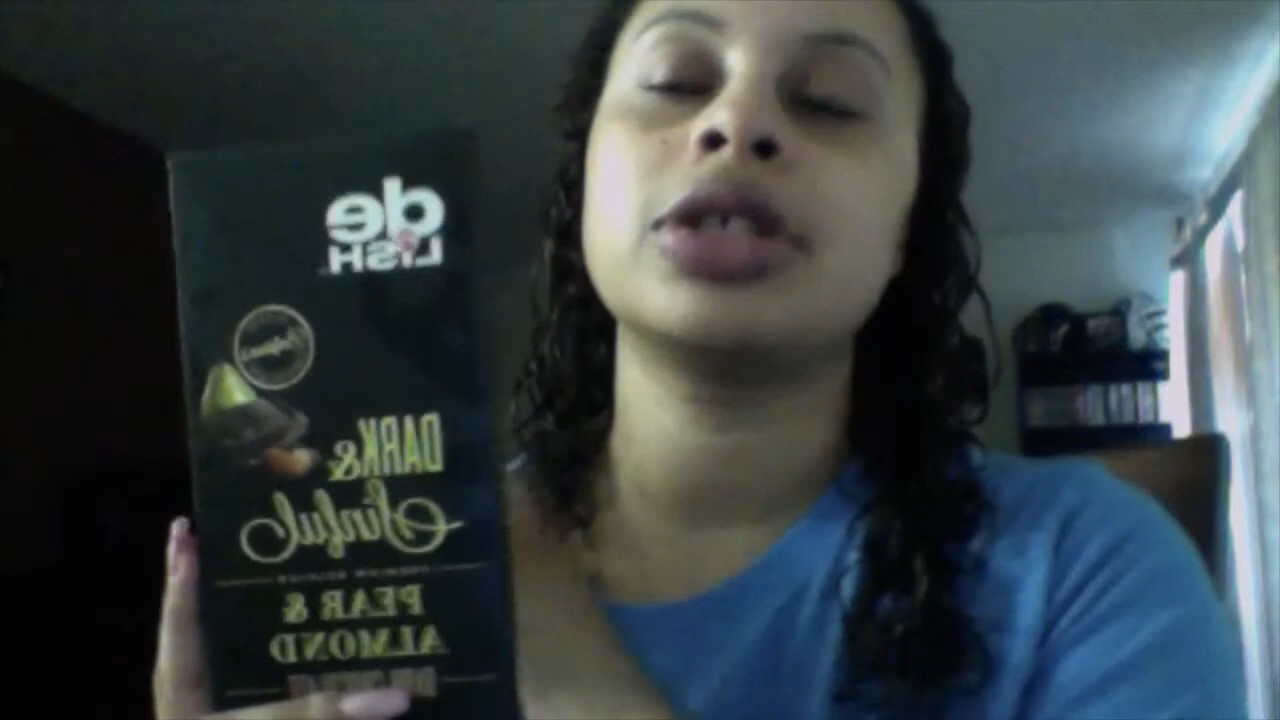 de
LiSH
DARK &
Sinful
PEAR &
ALMOND